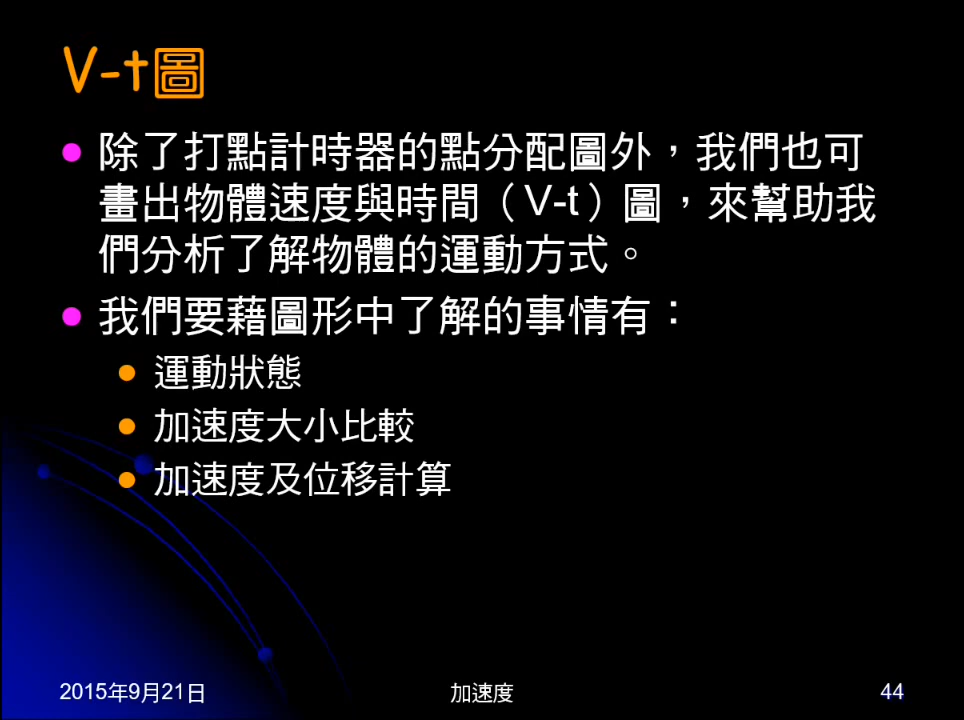 V-t圖
除了打點計時器的點分配圖外，我們也可
畫出物體速度與時間（V-t）圖，來幫助我
們分析了解物體的運動方式。
我們要藉圖形中了解的事情有：
運動狀態
加速度大小比較
加速度及位移計算
2015年9月21日
加速度
44